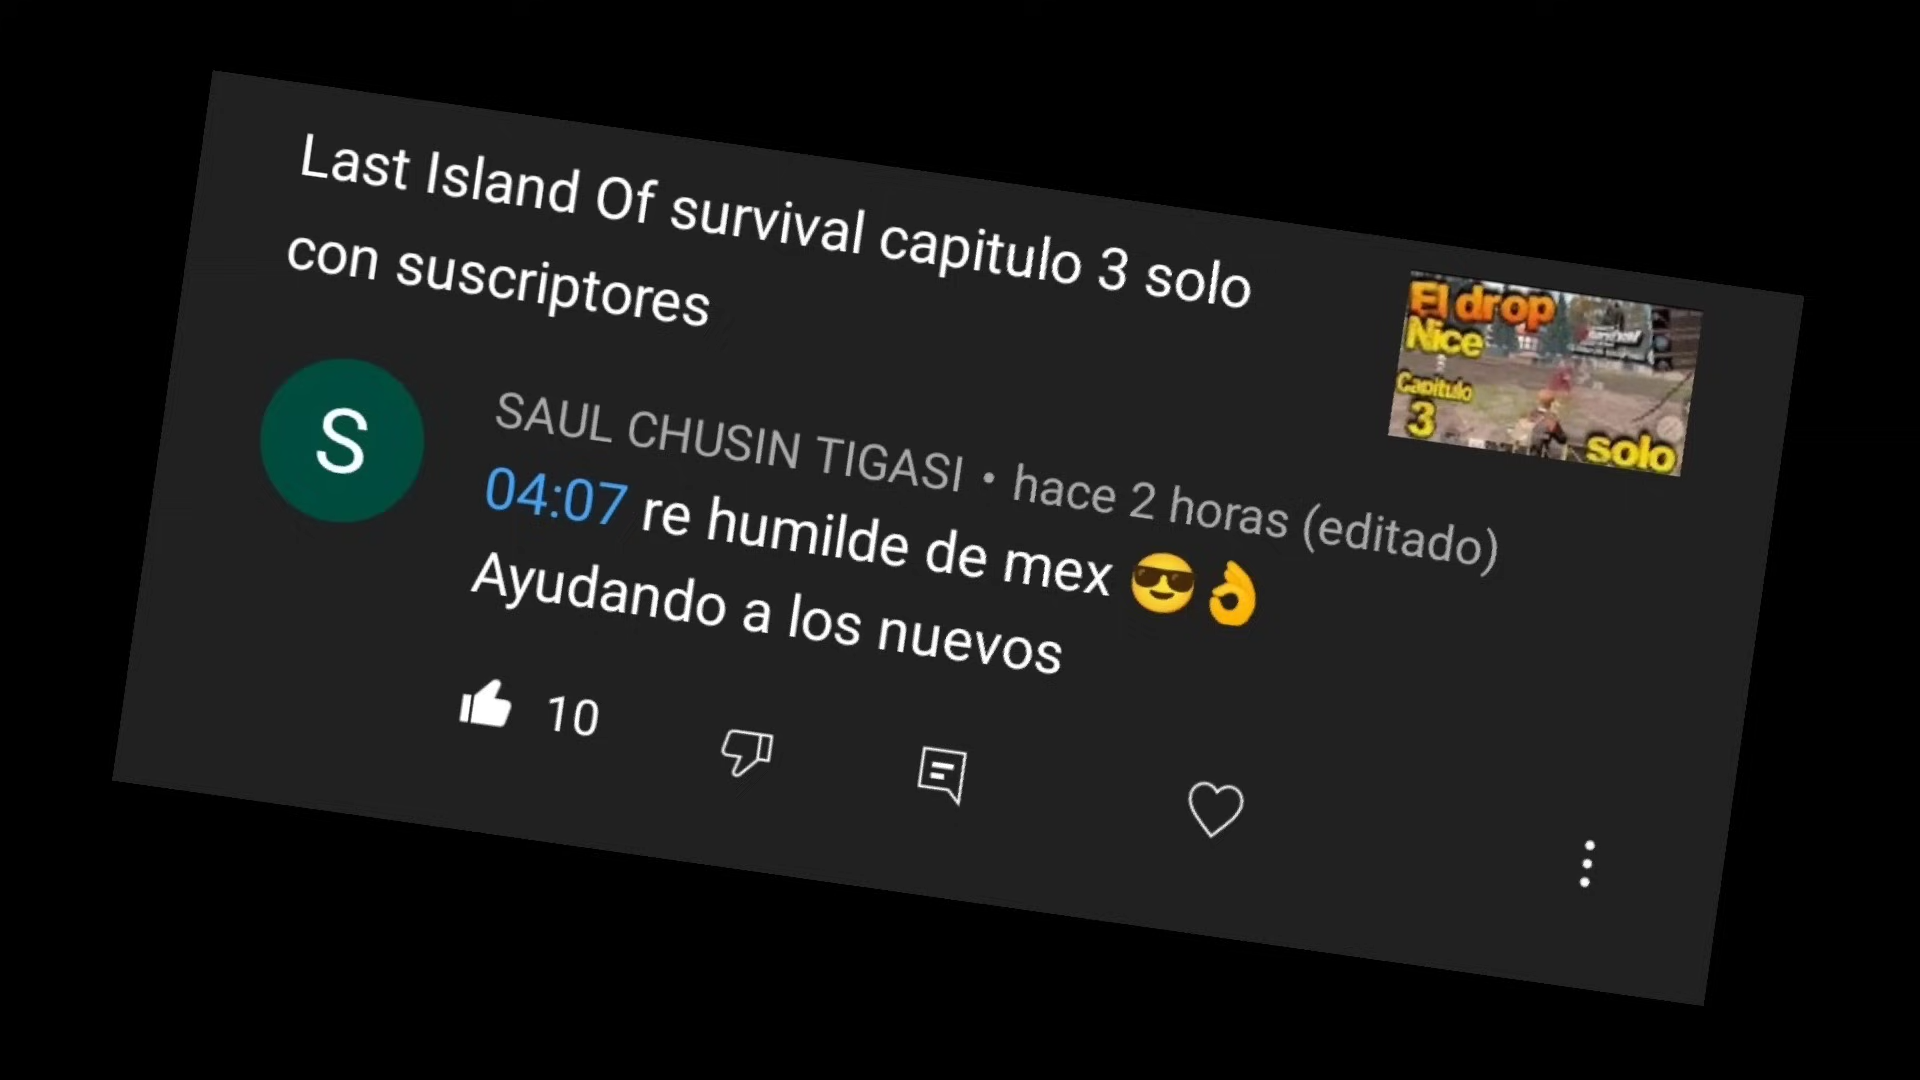 Last Island Of survival capitulo 3 solo
con suscriptores
El drop
Nice
Capitulo
3
solo
S
SAUL CHUSIN TIGASI • hace 2 horas (editado)
04:07 re humilde de mex 😎👌
Ayudando a los nuevos
10